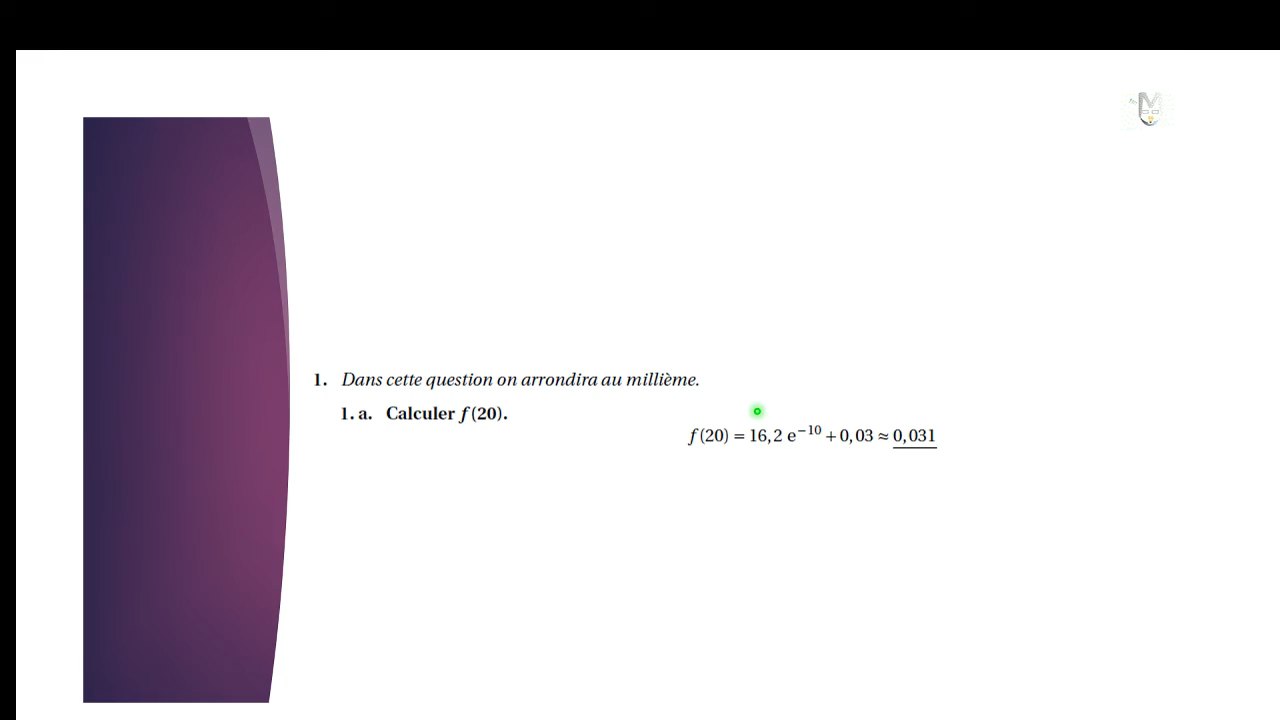 1. Dans cette question on arrondira au millième.
1. a. Calculer f(20).
f(20) = 16,2 e⁻¹⁰ + 0,03 ≈ 0,031